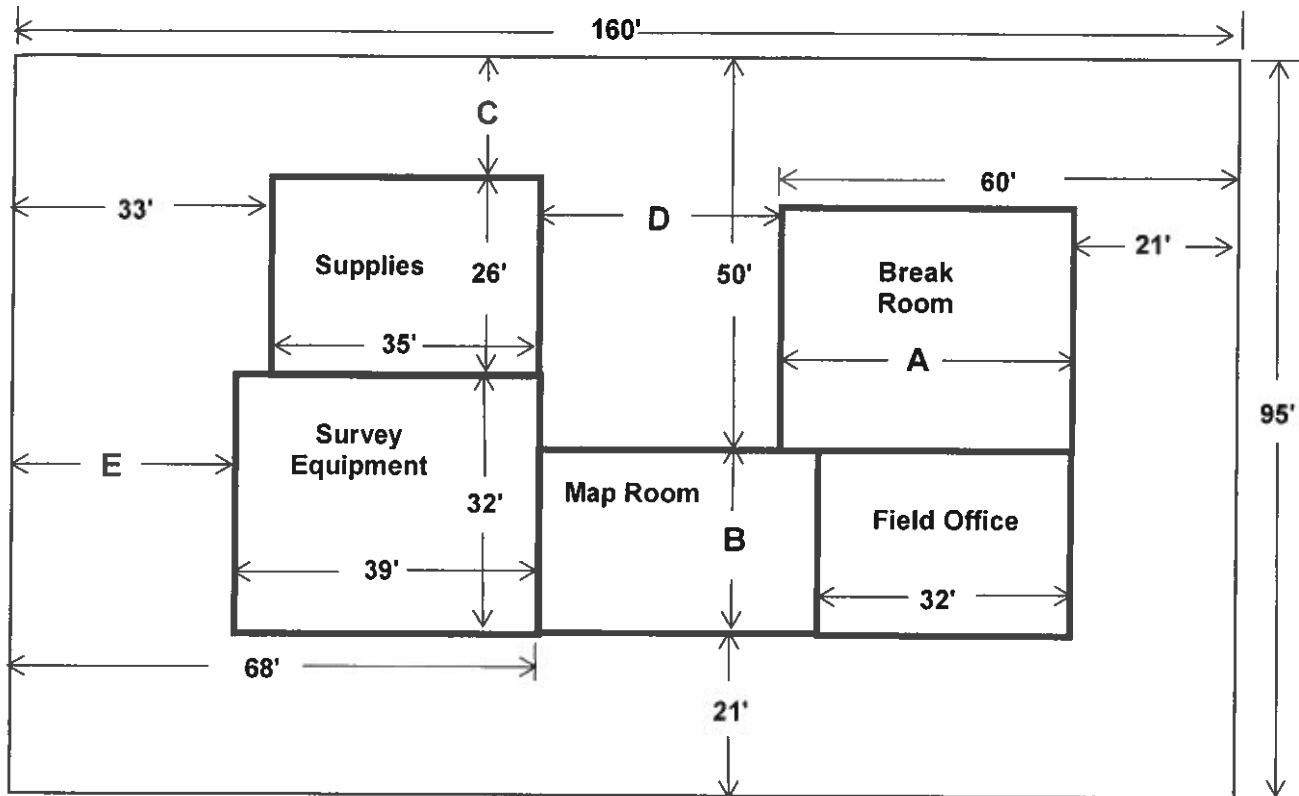 160'
C
33'
60'
D
21'
Supplies
26'
50'
Break
Room
35'
A
95'
Survey
Equipment
E
32'
Map Room
Field Office
B
39'
32'
68'
21'